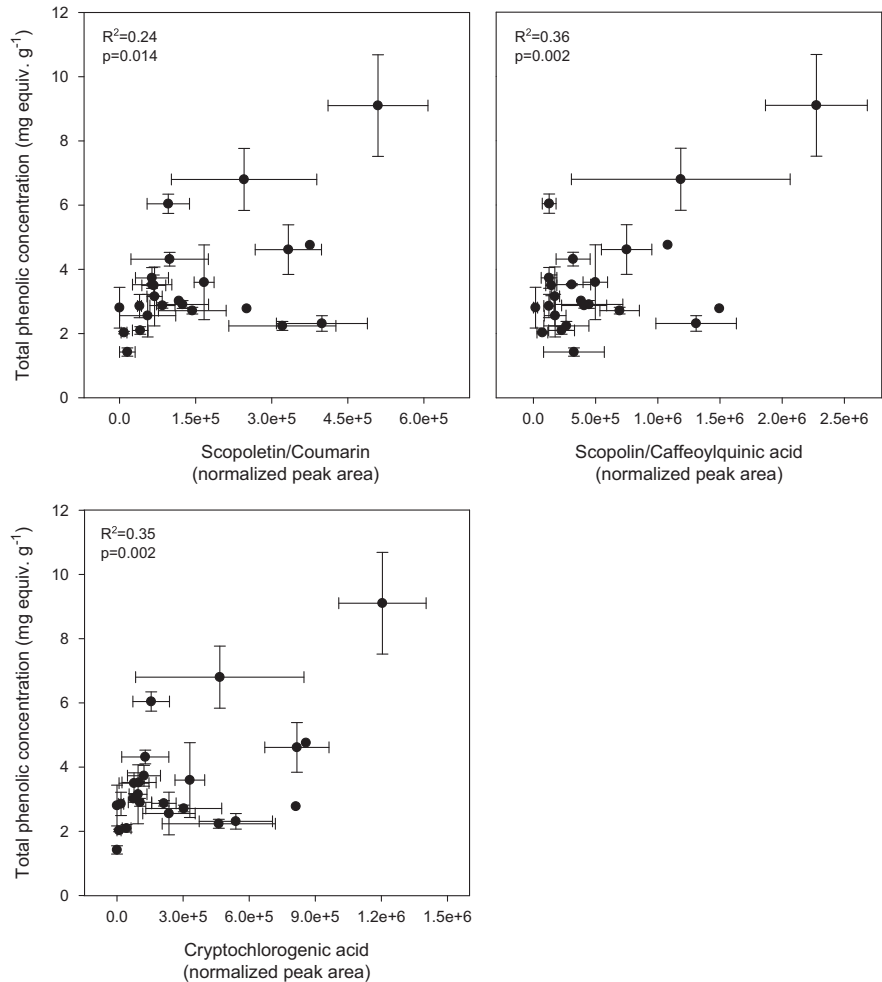 R²=0.24
p=0.014
Total phenolic concentration (mg equiv. g⁻¹)
12
10
8
6
4
2
0
0.0 1.5e+5 3.0e+5 4.5e+5 6.0e+5
Scopoletin/Coumarin
(normalized peak area)
R²=0.36
p=0.002
0.0 5.0e+5 1.0e+6 1.5e+6 2.0e+6 2.5e+6
Scopolin/Caffeoylquinic acid
(normalized peak area)
R²=0.35
p=0.002
Total phenolic concentration (mg equiv. g⁻¹)
12
10
8
6
4
2
0
0.0 3.0e+5 6.0e+5 9.0e+5 1.2e+6 1.5e+6
Cryptochlorogenic acid
(normalized peak area)